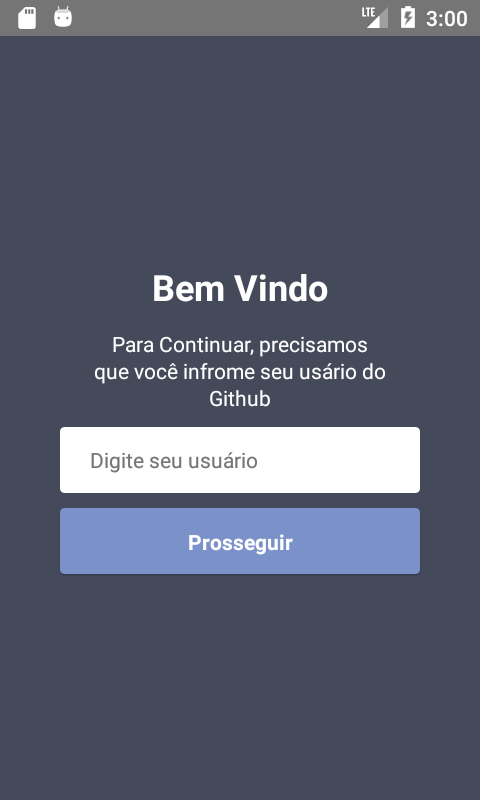 LTE 3:00
Bem Vindo
Para Continuar, precisamos
que você infrome seu usário do
Github
Digite seu usuário
Prosseguir